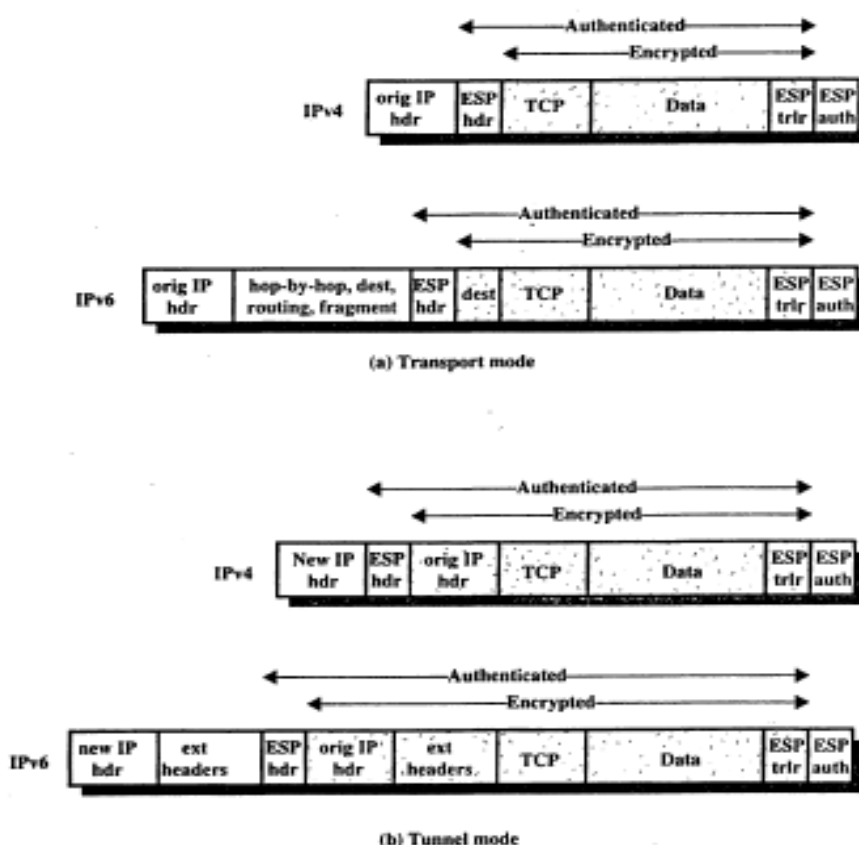 Authenticated
Encrypted
IPv4
orig IP hdr
ESP hdr
TCP
Data
ESP trlr
ESP auth
Authenticated
Encrypted
IPv6
orig IP hdr
hop-by-hop, dest, routing, fragment
ESP hdr
dest
TCP
Data
ESP trlr
ESP auth
(a) Transport mode
Authenticated
Encrypted
IPv4
New IP hdr
ESP hdr
orig IP hdr
TCP
Data
ESP trlr
ESP auth
Authenticated
Encrypted
IPv6
new IP hdr
ext headers
ESP hdr
orig IP hdr
ext headers
TCP
Data
ESP trlr
ESP auth
(b) Tunnel mode